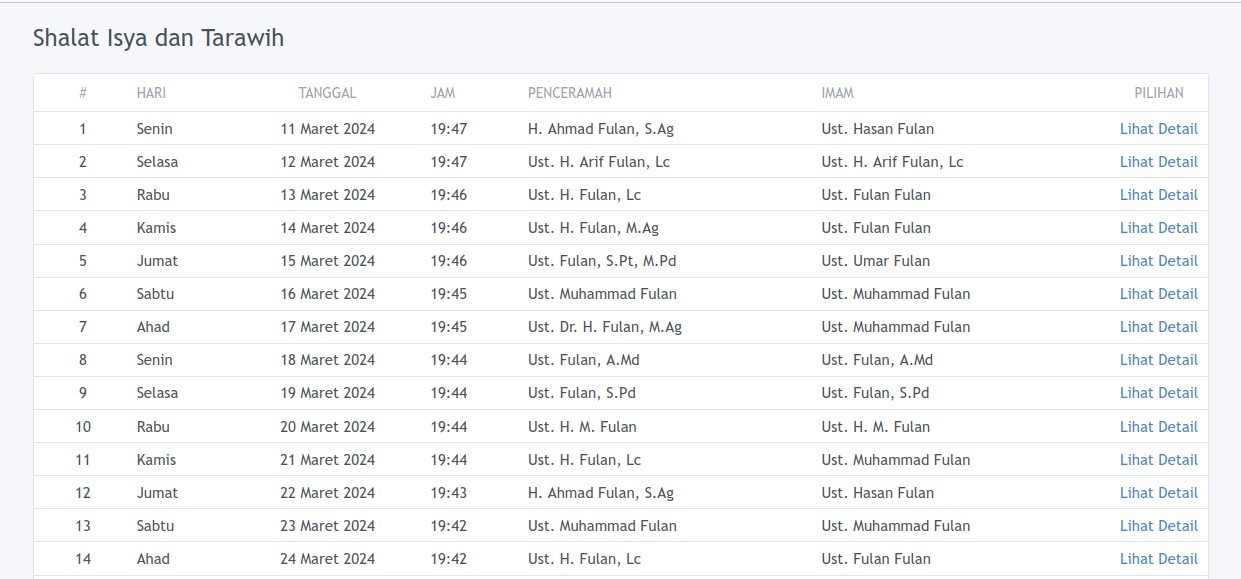 Shalat Isya dan Tarawih
# HARI TANGGAL JAM PENCERAMAH IMAM PILIHAN
1 Senin 11 Maret 2024 19:47 H. Ahmad Fulan, S.Ag Ust. Hasan Fulan Lihat Detail
2 Selasa 12 Maret 2024 19:47 Ust. H. Arif Fulan, Lc Ust. H. Arif Fulan, Lc Lihat Detail
3 Rabu 13 Maret 2024 19:46 Ust. H. Fulan, Lc Ust. Fulan Fulan Lihat Detail
4 Kamis 14 Maret 2024 19:46 Ust. H. Fulan, M.Ag Ust. Fulan Fulan Lihat Detail
5 Jumat 15 Maret 2024 19:46 Ust. Fulan, S.Pt, M.Pd Ust. Umar Fulan Lihat Detail
6 Sabtu 16 Maret 2024 19:45 Ust. Muhammad Fulan Ust. Muhammad Fulan Lihat Detail
7 Ahad 17 Maret 2024 19:45 Ust. Dr. H. Fulan, M.Ag Ust. Muhammad Fulan Lihat Detail
8 Senin 18 Maret 2024 19:44 Ust. Fulan, A.Md Ust. Fulan, A.Md Lihat Detail
9 Selasa 19 Maret 2024 19:44 Ust. Fulan, S.Pd Ust. Fulan, S.Pd Lihat Detail
10 Rabu 20 Maret 2024 19:44 Ust. H. M. Fulan Ust. H. M. Fulan Lihat Detail
11 Kamis 21 Maret 2024 19:44 Ust. H. Fulan, Lc Ust. Muhammad Fulan Lihat Detail
12 Jumat 22 Maret 2024 19:43 H. Ahmad Fulan, S.Ag Ust. Hasan Fulan Lihat Detail
13 Sabtu 23 Maret 2024 19:42 Ust. Muhammad Fulan Ust. Muhammad Fulan Lihat Detail
14 Ahad 24 Maret 2024 19:42 Ust. H. Fulan, Lc Ust. Fulan Fulan Lihat Detail